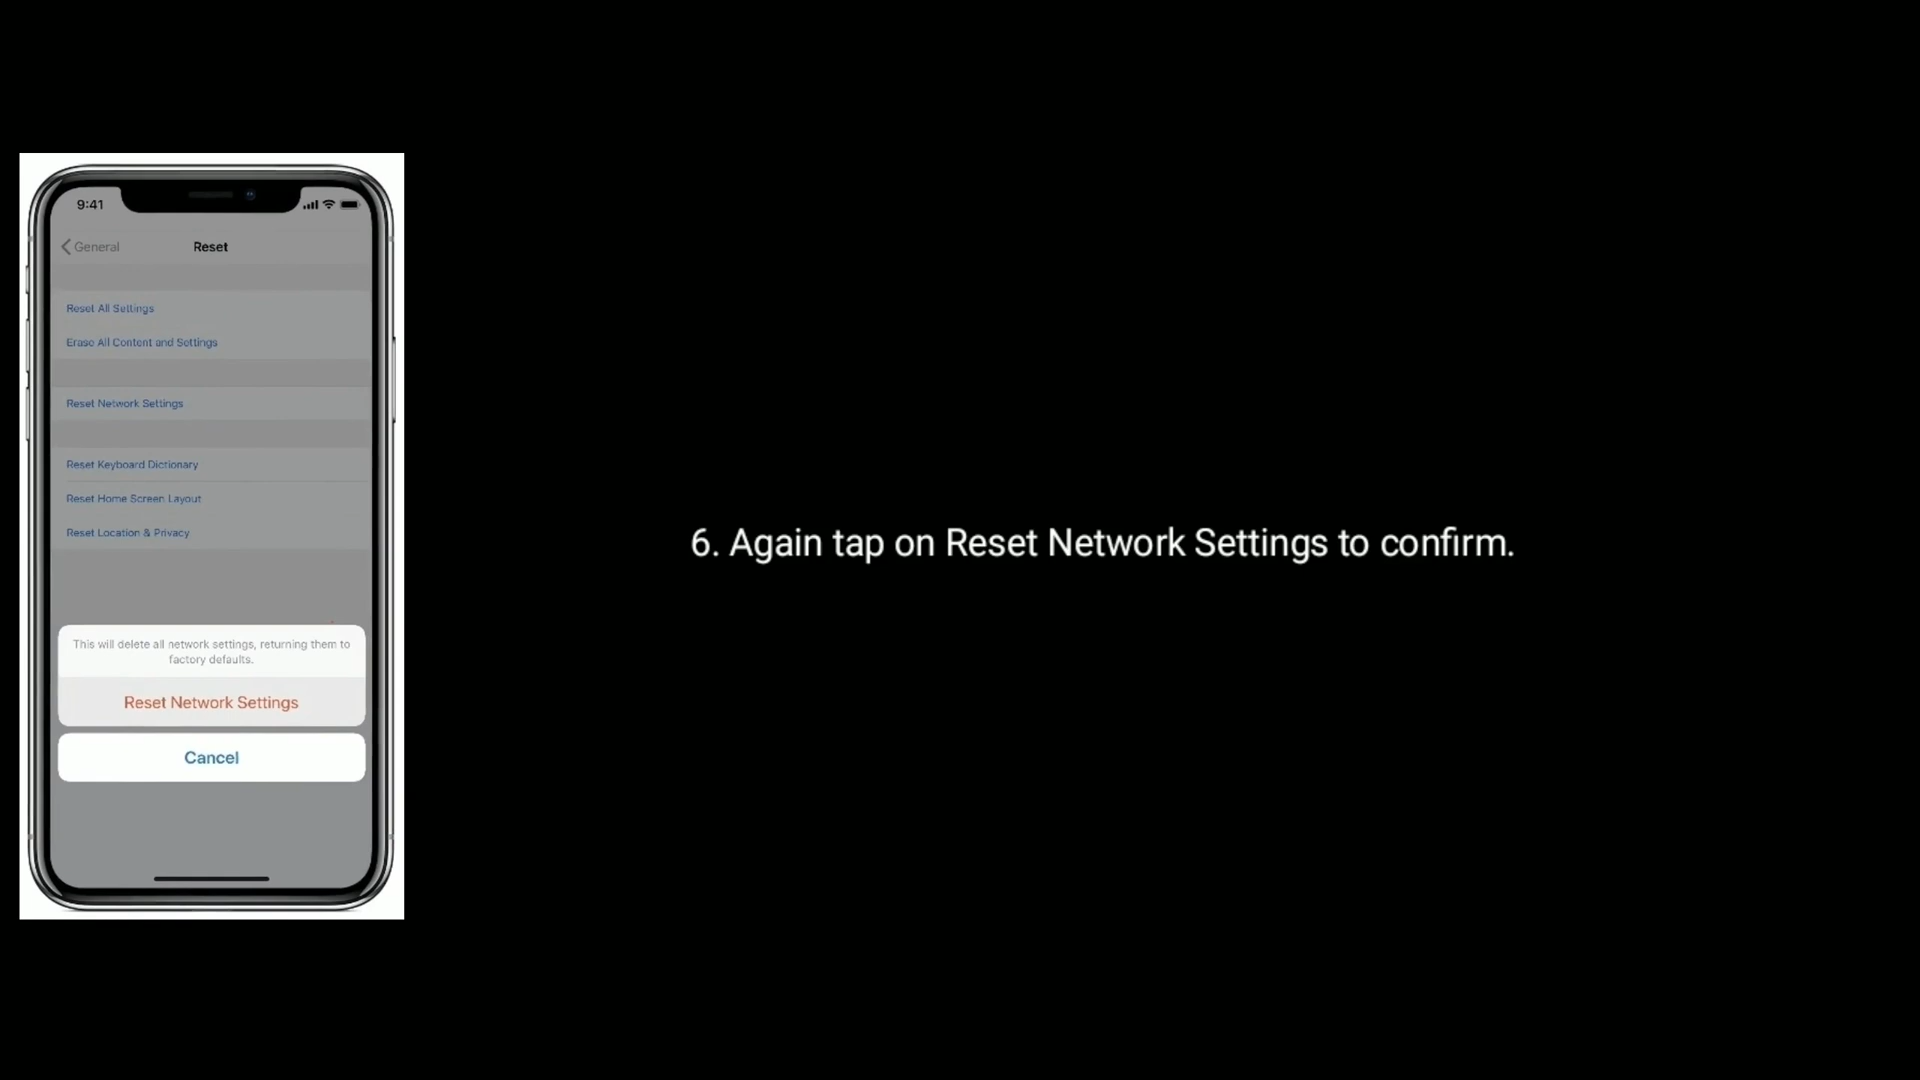 9:41
General
Reset
Reset All Settings
Erase All Content and Settings
Reset Network Settings
Reset Keyboard Dictionary
Reset Home Screen Layout
Reset Location & Privacy
This will delete all network settings, returning them to
factory defaults.
Reset Network Settings
Cancel
6. Again tap on Reset Network Settings to confirm.